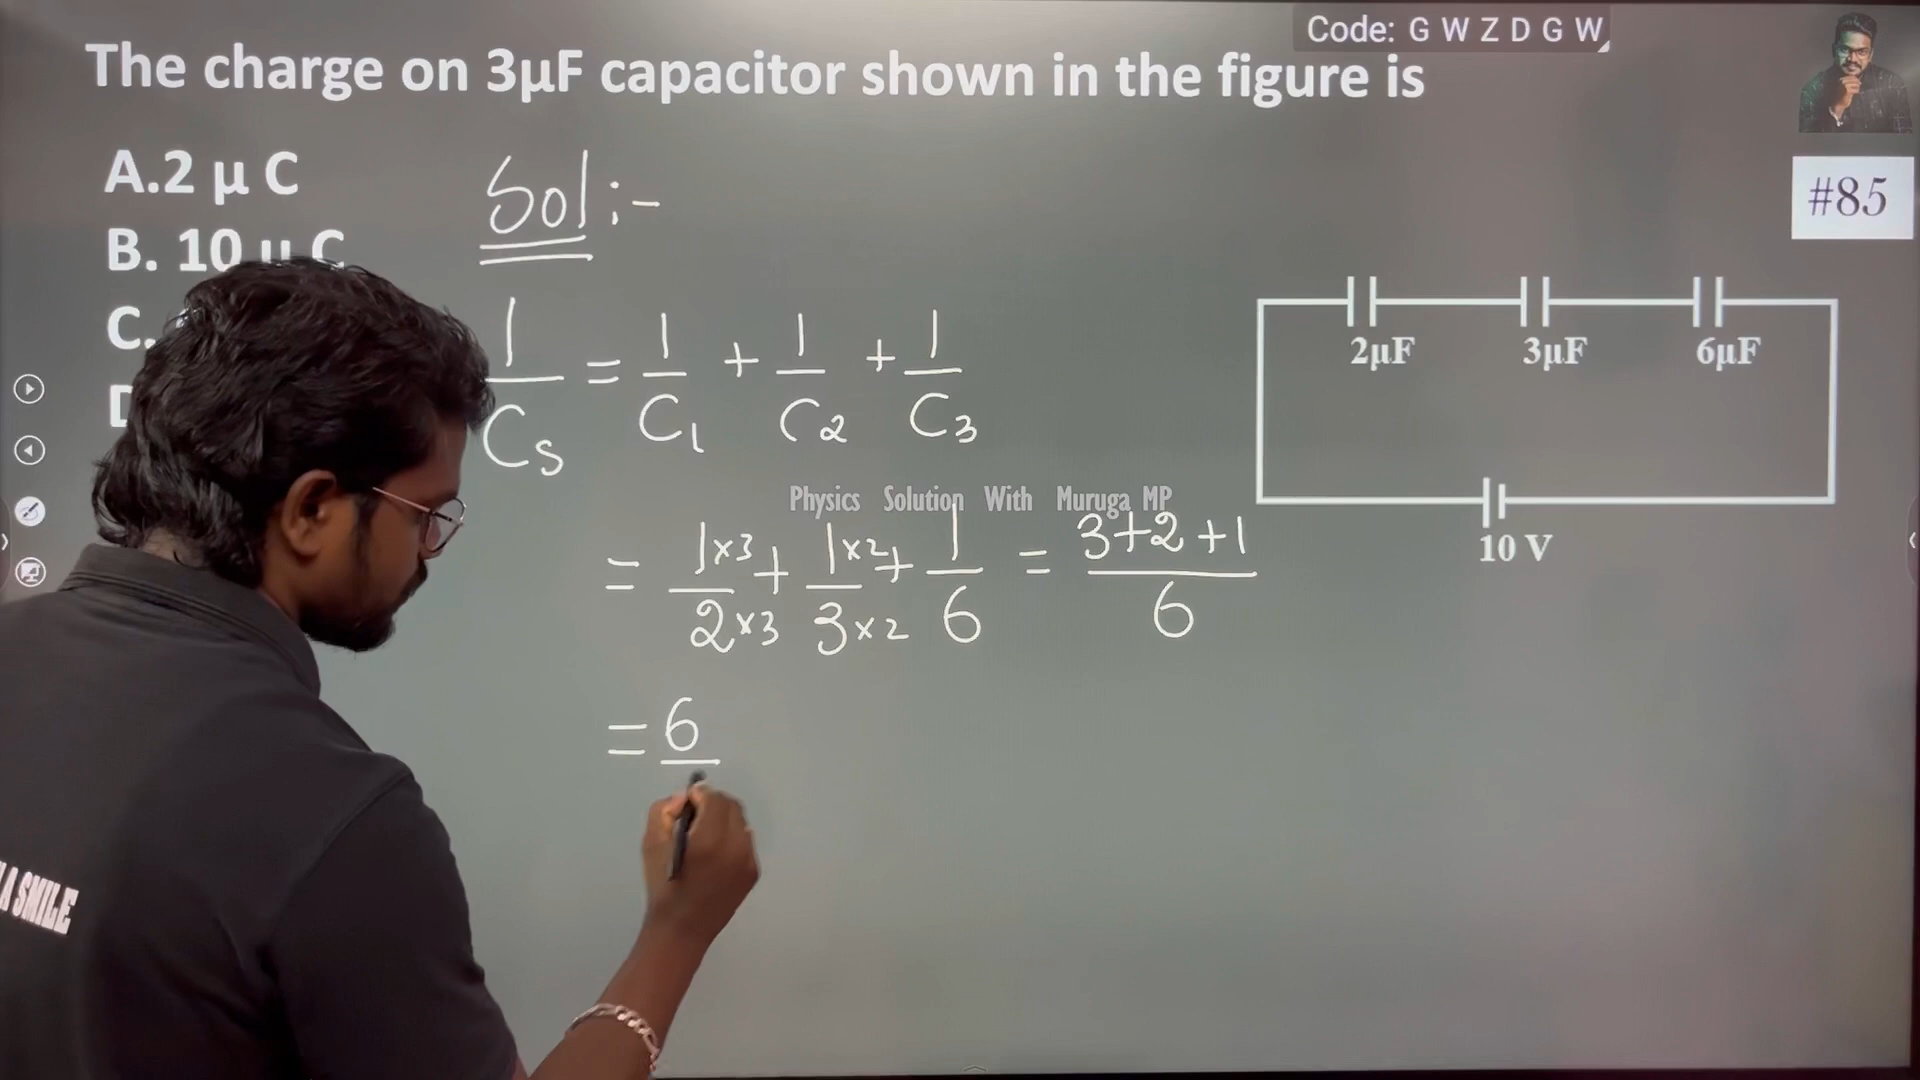 Code: G W Z D G W
The charge on 3μF capacitor shown in the figure is
A.2 μ C
Sol :-
#85
B. 10 μ C
C.
1/Cs = 1/C1 + 1/C2 + 1/C3
2μF 3μF 6μF
Physics Solution With Muruga MP
= 1×3/2×3 + 1×2/3×2 + 1/6 = 3+2+1/6
10 V
= 6
A SMILE